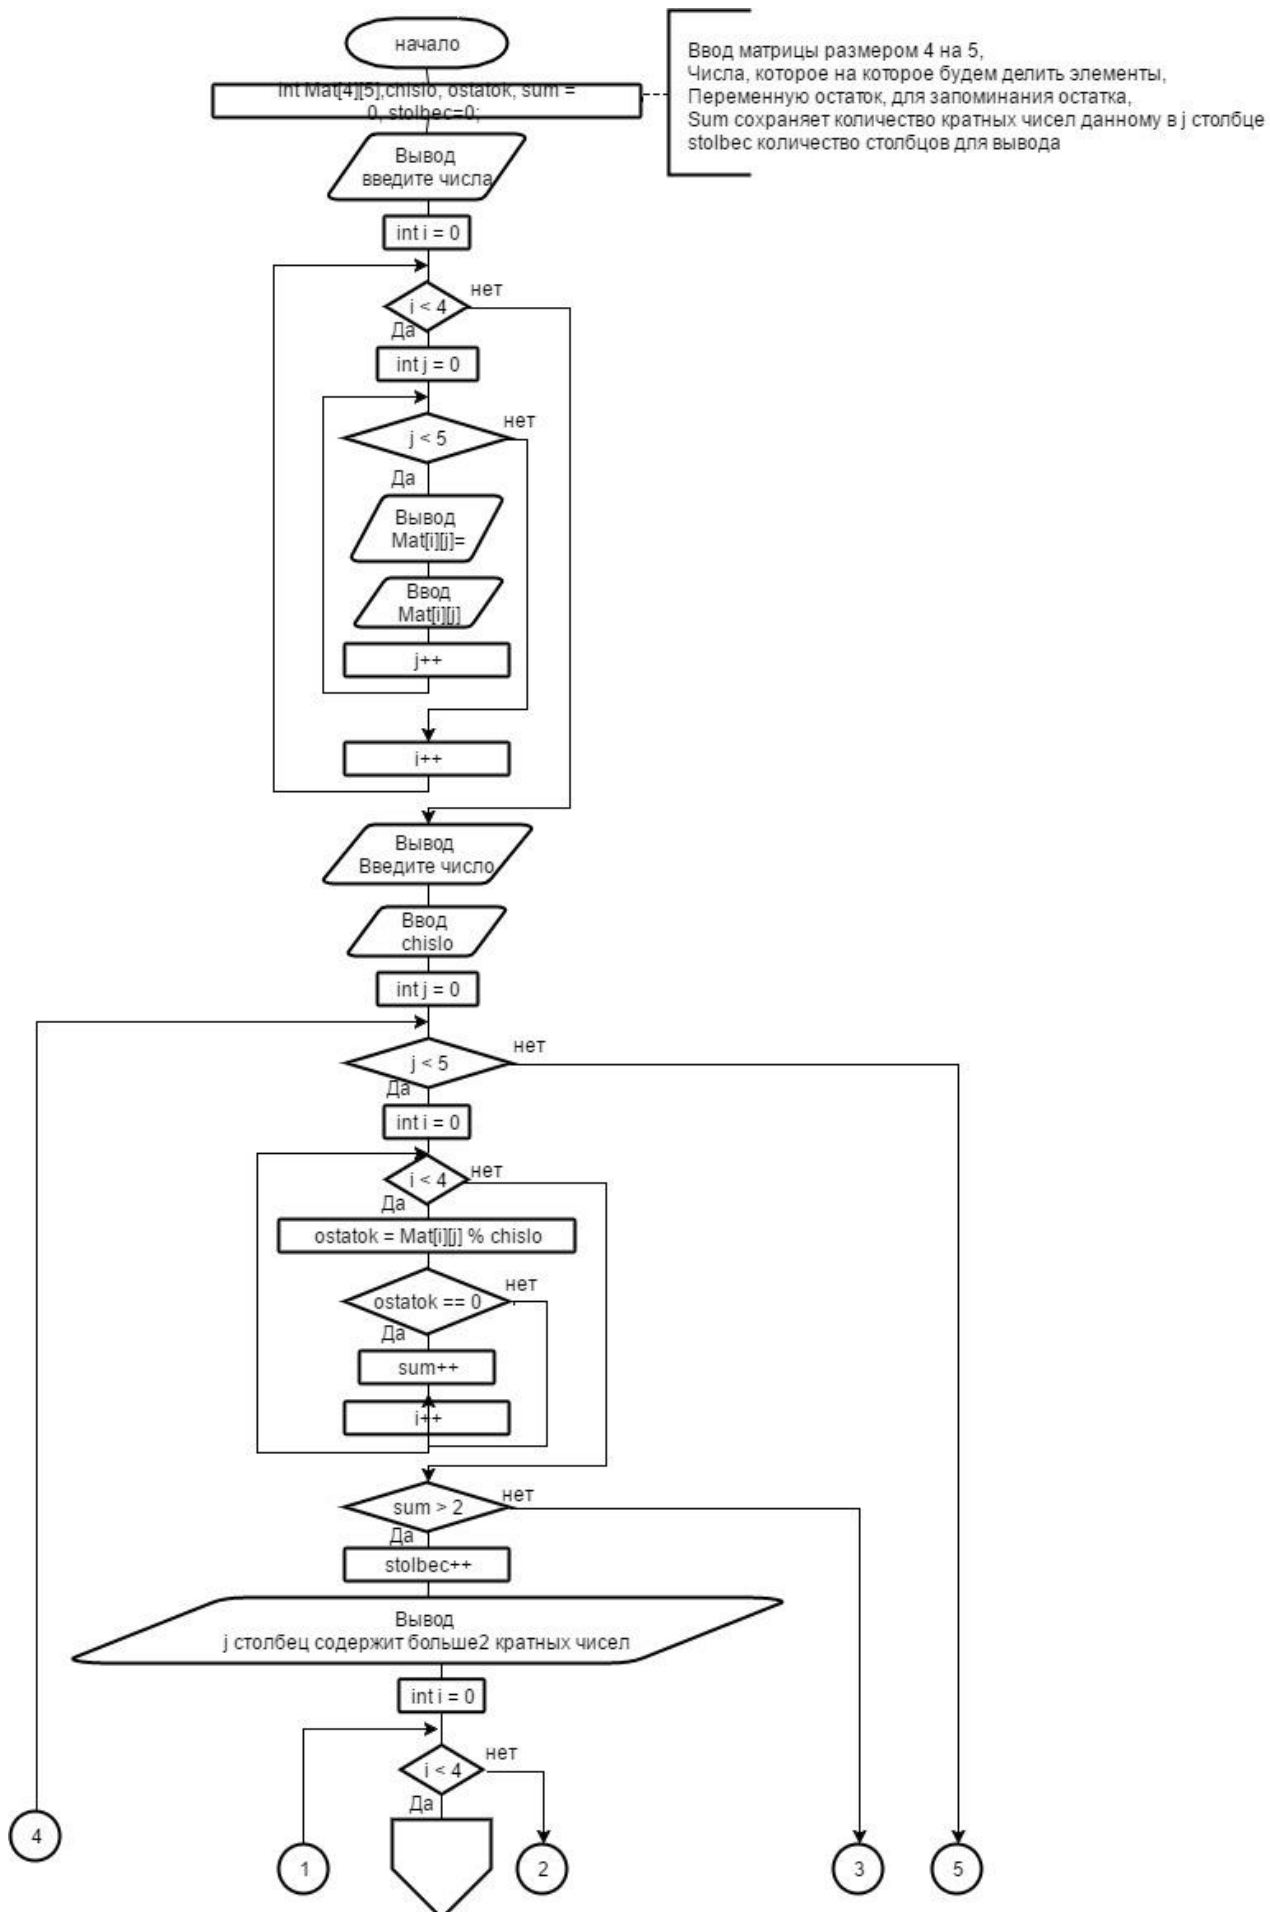 начало
int Mat[4][5],chislo, ostatok, sum =
0, stolbec=0;
Ввод матрицы размером 4 на 5,
Числа, которое на которое будем делить элементы,
Переменную остаток, для запоминания остатка,
Sum сохраняет количество кратных чисел данному в j столбце
stolbec количество столбцов для вывода
Вывод
введите числа
int i = 0
i < 4
нет
Да
int j = 0
j < 5
нет
Да
Вывод
Mat[i][j]=
Ввод
Mat[i][j]
j++
i++
Вывод
Введите число
Ввод
chislo
int j = 0
j < 5
нет
Да
int i = 0
i < 4
нет
Да
ostatok = Mat[i][j] % chislo
ostatok == 0
нет
Да
sum++
i++
sum > 2
нет
Да
stolbec++
Вывод
j столбец содержит больше2 кратных чисел
int i = 0
i < 4
нет
Да
4
1
2
3
5